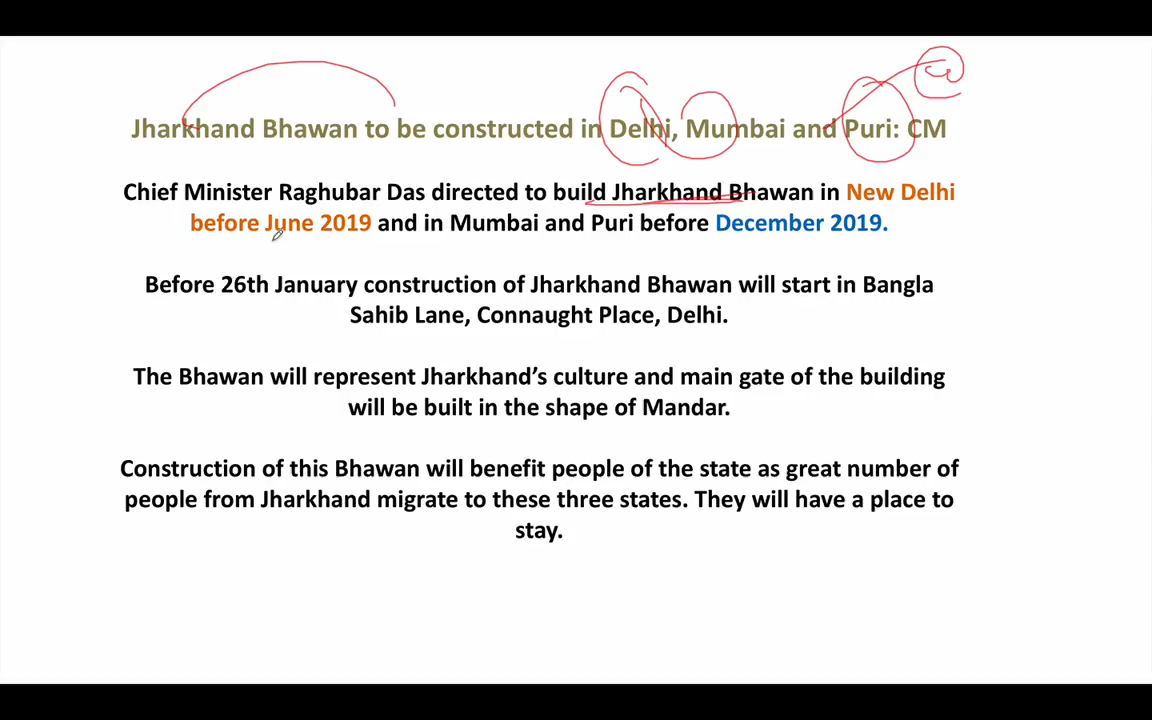 Jharkhand Bhawan to be constructed in Delhi, Mumbai and Puri: CM
Chief Minister Raghubar Das directed to build Jharkhand Bhawan in New Delhi
before June 2019 and in Mumbai and Puri before December 2019.
Before 26th January construction of Jharkhand Bhawan will start in Bangla
Sahib Lane, Connaught Place, Delhi.
The Bhawan will represent Jharkhand’s culture and main gate of the building
will be built in the shape of Mandar.
Construction of this Bhawan will benefit people of the state as great number of
people from Jharkhand migrate to these three states. They will have a place to
stay.